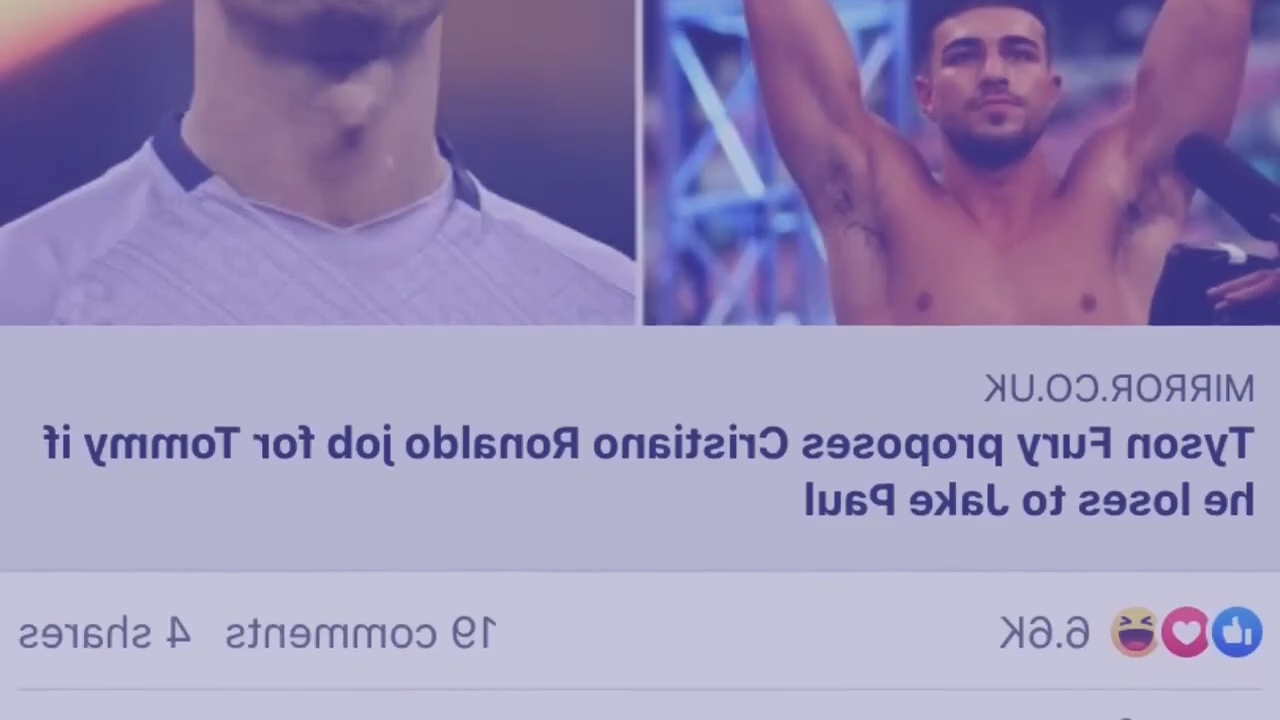 MIRROR.CO.UK
Tyson Fury proposes Cristiano Ronaldo job for Tommy if
he loses to Jake Paul
6.6K 19 comments 4 shares